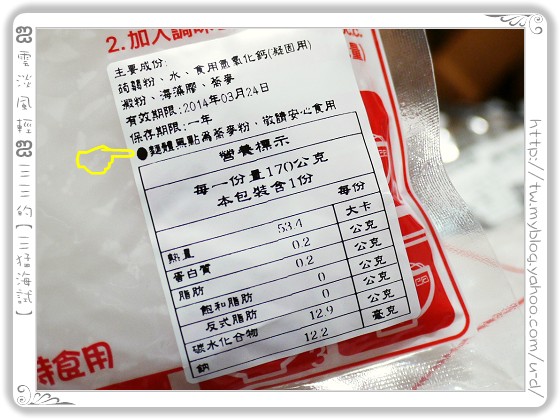 2.加入調味
主要成份:
蒟蒻粉、水、食用氫氧化鈣(凝固用)
澱粉、海藻膠、蕎麥
有效期限:2014年03月24日
保存期限:一年
●麵體黑點為蕎麥粉,敬請安心食用
營養標示
每一份量170公克
本包裝含1份
每份
熱量 53.4 大卡
蛋白質 0.2 公克
脂肪 0.2 公克
飽和脂肪 0 公克
反式脂肪 0 公克
碳水化合物 12.9 公克
鈉 12.2 毫克
食用
雲淡風輕
三三的【三猛海試】
http://tw.myblog.yahoo.com/u-d/